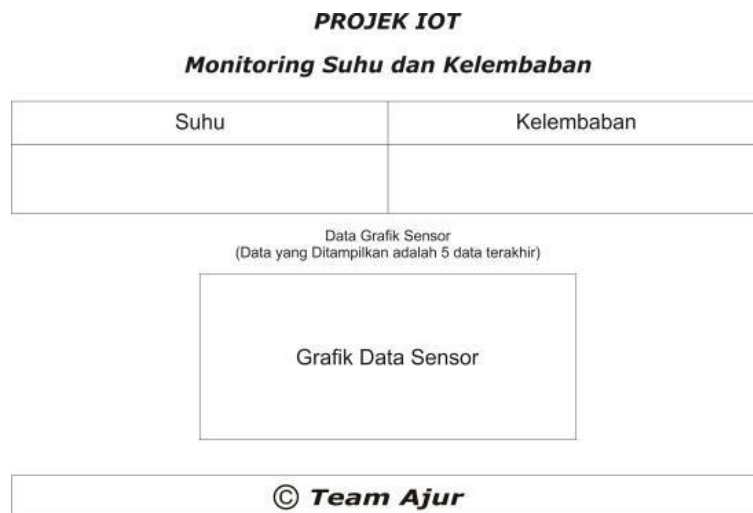 PROJEK IOT
Monitoring Suhu dan Kelembaban
Suhu
Kelembaban
Data Grafik Sensor
(Data yang Ditampilkan adalah 5 data terakhir)
Grafik Data Sensor
© Team Ajur